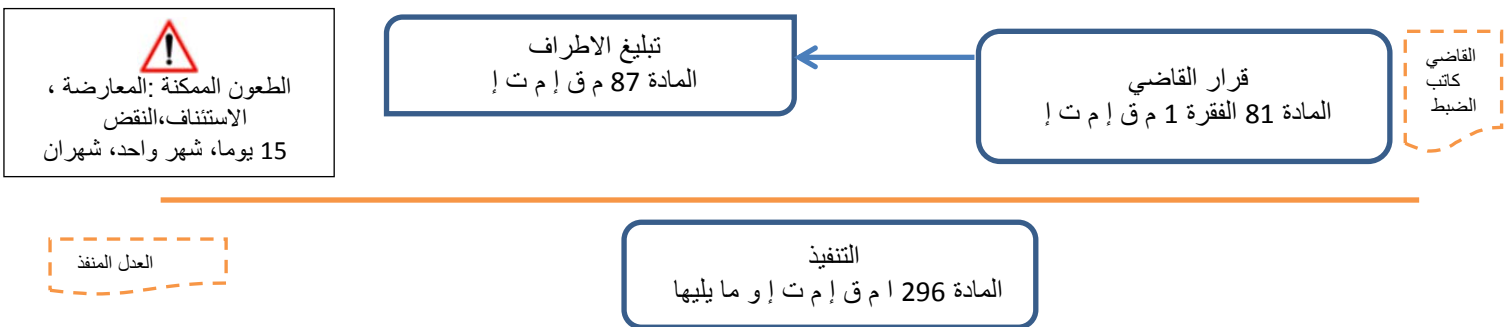 القاضي
كاتب
الضبط
قرار القاضي
المادة 81 الفقرة 1 م ق إ م ت إ
تبليغ الاطراف
المادة 87 م ق إ م ت إ
الطعون الممكنة :المعارضة ،
الاستئناف،النقض
15 يوما، شهر واحد، شهران
التنفيذ
المادة 296 ا م ق إ م ت إ و ما يليها
العدل المنفذ